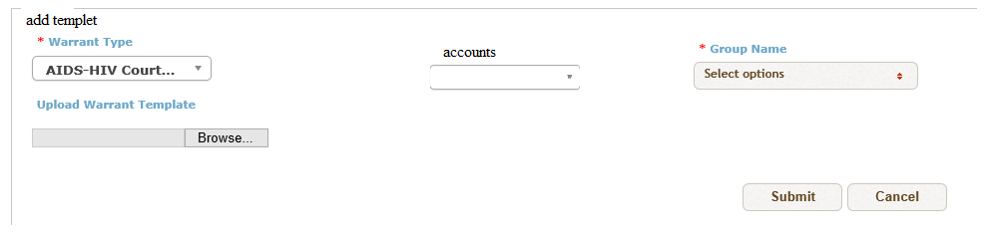 add templet
* Warrant Type
accounts
* Group Name
AIDS-HIV Court...
Select options
Upload Warrant Template
Browse...
Submit
Cancel